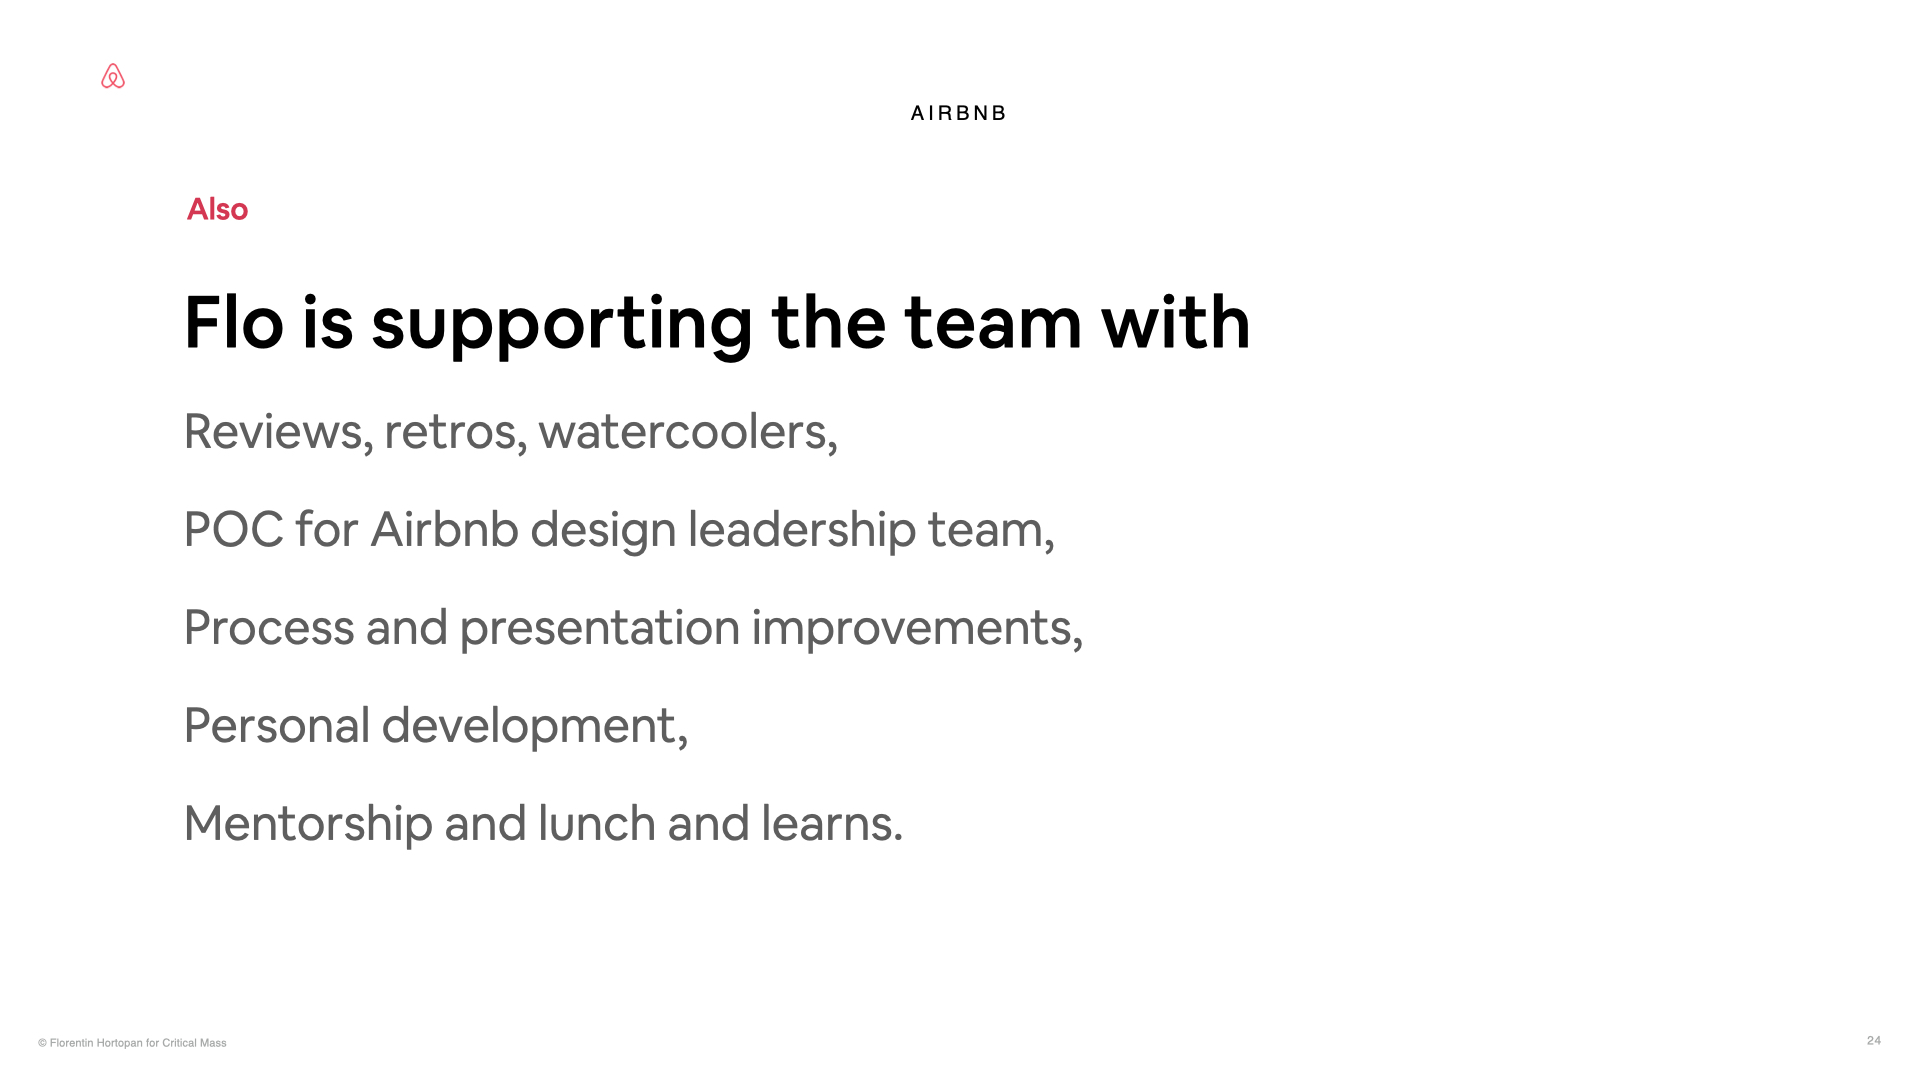 AIRBNB
Also
Flo is supporting the team with
Reviews, retros, watercoolers,
POC for Airbnb design leadership team,
Process and presentation improvements,
Personal development,
Mentorship and lunch and learns.
© Florentin Hortopan for Critical Mass
24